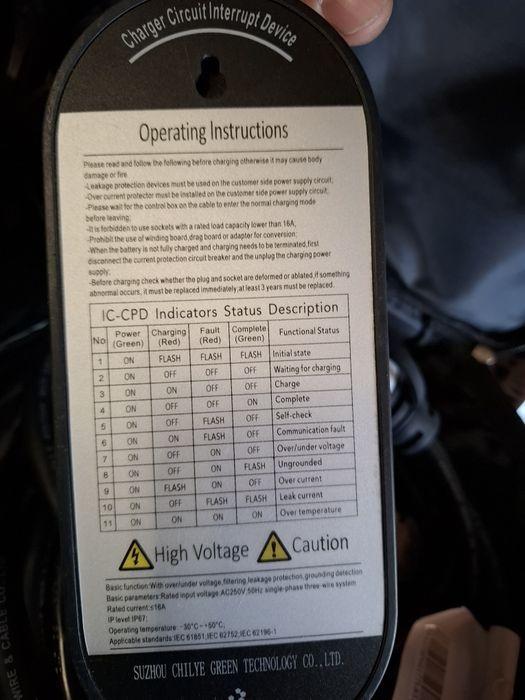 Charger Circuit Interrupt Device
Operating Instructions
Please read and follow the following before charging otherwise it may cause body
damage or fire
-Leakage protection devices must be used on the customer side power supply circuit;
-Over current protector must be installed on the customer side power supply circuit;
-Please wait for the control box on the cable to enter the normal charging mode
before leaving;
-It is forbidden to use sockets with a rated load capacity lower than 16A,
-Prohibit the use of winding board,drag board or adapter for conversion;
-When the battery is not fully charged and charging needs to be terminated,first
disconnect the current protection circuit breaker and the unplug the charging power
supply;
-Before charging check whether the plug and socket are deformed or ablated,if something
abnormal occurs, it must be replaced immediately,at least 3 years must be replaced.
IC-CPD Indicators Status Description
No Power (Green) Charging (Red) Fault (Red) Complete (Green) Functional Status
1 ON FLASH FLASH FLASH Initial state
2 ON OFF OFF OFF Waiting for charging
3 ON ON OFF OFF Charge
4 ON OFF OFF ON Complete
5 ON OFF FLASH OFF Self-check
6 ON ON FLASH OFF Communication fault
7 ON OFF ON OFF Over/under voltage
8 ON OFF ON FLASH Ungrounded
9 ON FLASH ON OFF Over current
10 ON OFF FLASH FLASH Leak current
11 ON ON ON ON Over temperature
High Voltage Caution
Basic function:With over/under voltage,filtering,leakage protection,grounding detection
Basic parameters:Rated input voltage:AC250V,50Hz single-phase three-wire system
Rated current:≤16A
IP level:IP67;
Operating temperature: -30°C~+50°C;
Applicable standards:IEC 61851,IEC 62752,IEC 62196-1
SUZHOU CHILYE GREEN TECHNOLOGY CO.,LTD.
WIRE & CABLE CO